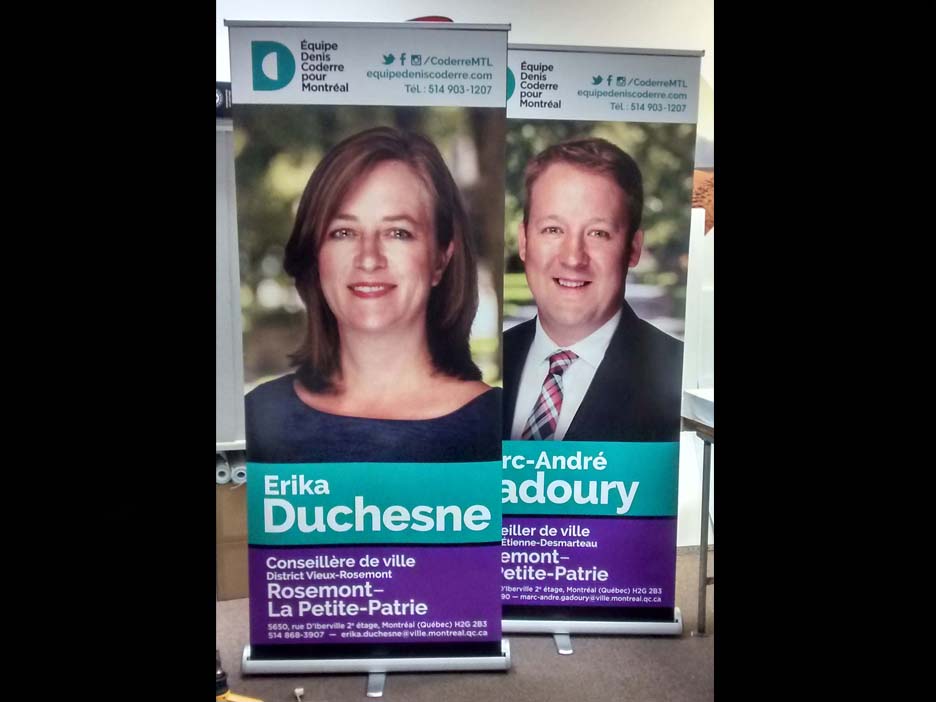 Équipe
Denis
Coderre
pour
Montréal
/CoderreMTL
equipedeniscoderre.com
Tél. : 514 903-1207
Erika
Duchesne
Conseillère de ville
District Vieux-Rosemont
Rosemont–
La Petite-Patrie
5650, rue D'Iberville 2e étage, Montréal (Québec) H2G 2B3
514 868-3907 — erika.duchesne@ville.montreal.qc.ca
Équipe
Denis
Coderre
pour
Montréal
/CoderreMTL
equipedeniscoderre.com
Tél. : 514 903-1207
rc-André
adoury
eiller de ville
Étienne-Desmarteau
emont–
Petite-Patrie
D'Iberville 2e étage, Montréal (Québec) H2G 2B3
90 — marc-andre.gadoury@ville.montreal.qc.ca